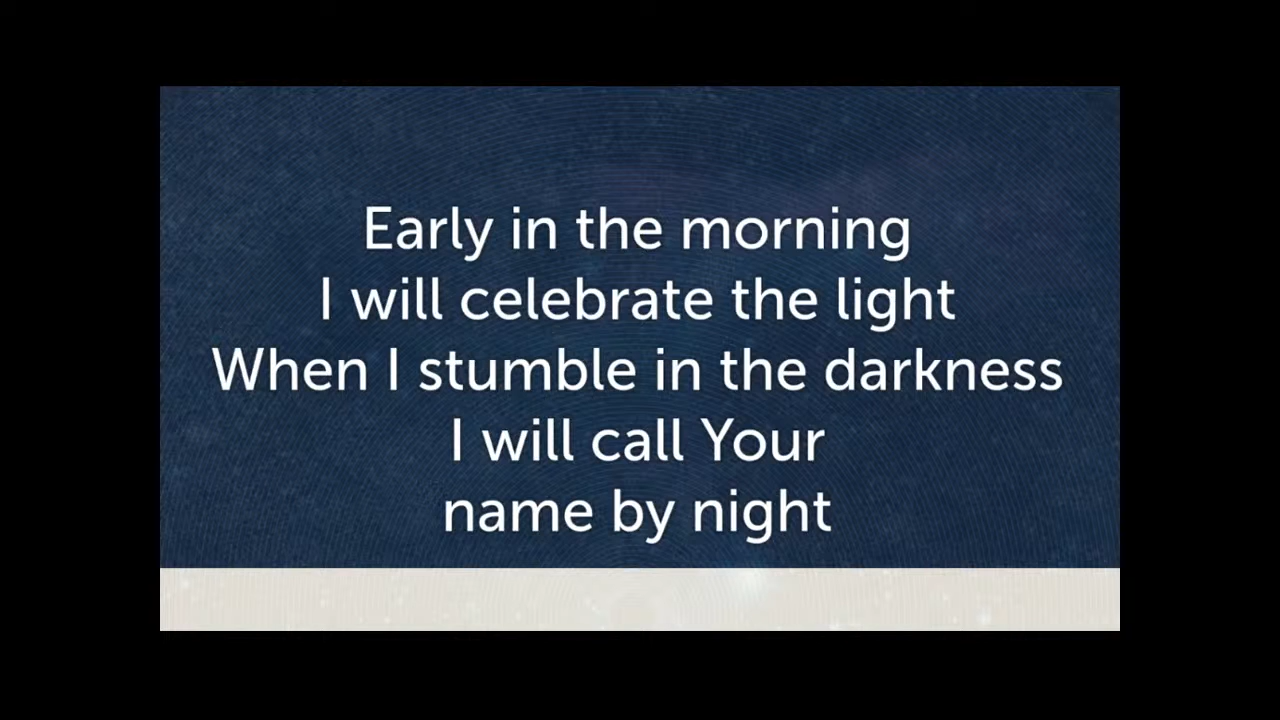 Early in the morning
I will celebrate the light
When I stumble in the darkness
I will call Your
name by night